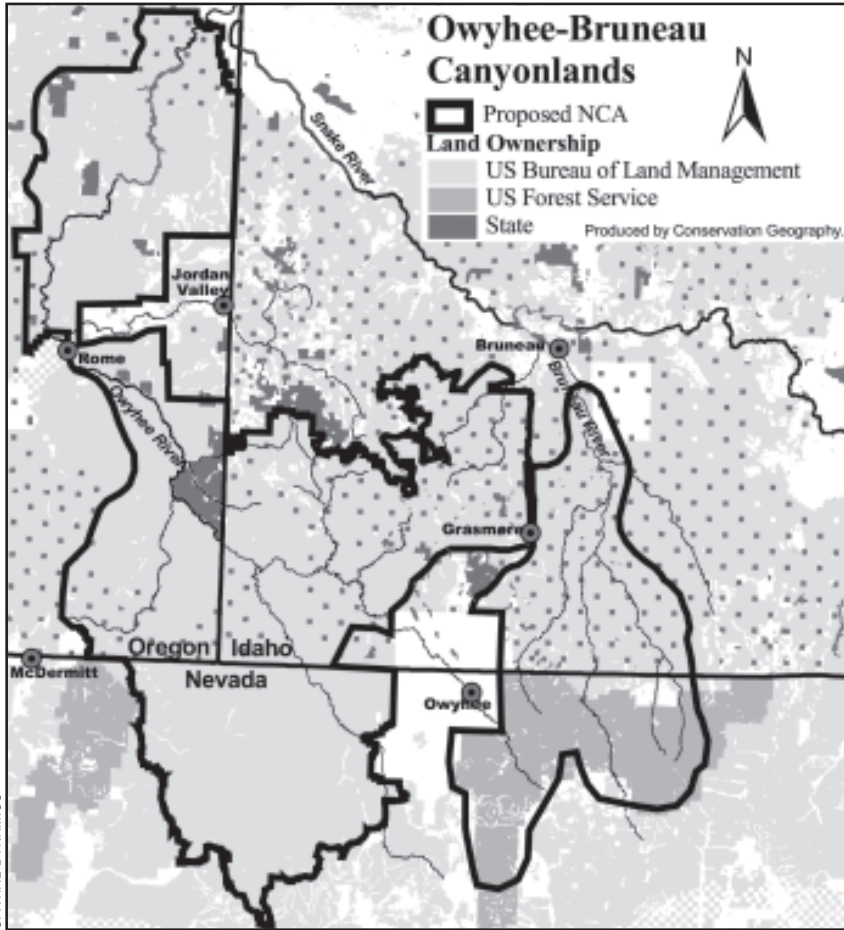 Owyhee-Bruneau
Canyonlands
N
Proposed NCA
Land Ownership
US Bureau of Land Management
US Forest Service
State
Produced by Conservation Geography.
Snake River
Jordan
Valley
Bruneau
Rome
Bruneau River
Owyhee River
Grasmere
Oregon
Idaho
McDermitt
Nevada
Owyhee